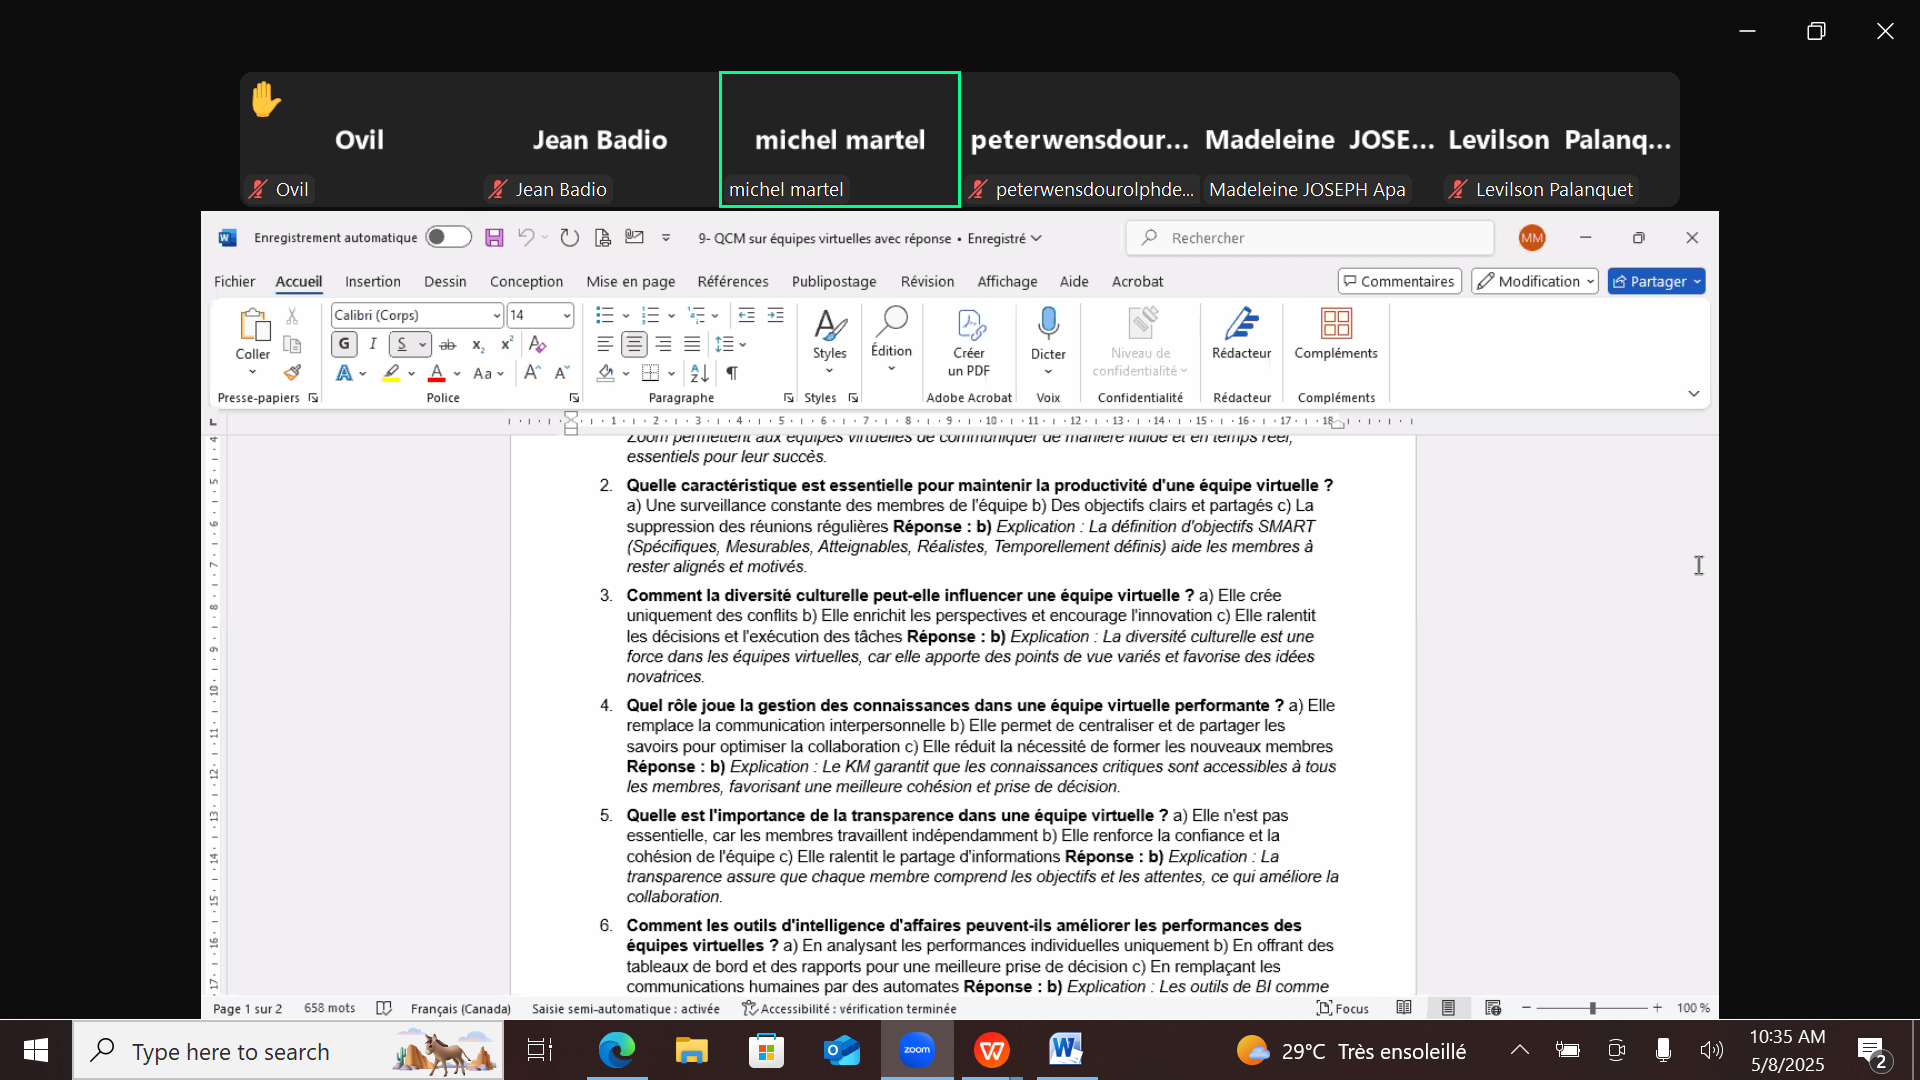 Ovil
Jean Badio
michel martel
peterwensdour...
Madeleine JOSE...
Levilson Palanq...
Ovil
Jean Badio
michel martel
peterwensdourolphde...
Madeleine JOSEPH Apa
Levilson Palanquet
Enregistrement automatique
9- QCM sur équipes virtuelles avec réponse • Enregistré
Rechercher
MM
Fichier
Accueil
Insertion
Dessin
Conception
Mise en page
Références
Publipostage
Révision
Affichage
Aide
Acrobat
Commentaires
Modification
Partager
Coller
Presse-papiers
Calibri (Corps)
14
Police
Paragraphe
Styles
Styles
Édition
Créer
un PDF
Adobe Acrobat
Dicter
Voix
Niveau de
confidentialité
Confidentialité
Rédacteur
Rédacteur
Compléments
Compléments
Zoom permettent aux équipes virtuelles de communiquer de manière fluide et en temps réel,
essentiels pour leur succès.
2. Quelle caractéristique est essentielle pour maintenir la productivité d'une équipe virtuelle ?
a) Une surveillance constante des membres de l'équipe b) Des objectifs clairs et partagés c) La
suppression des réunions régulières Réponse : b) Explication : La définition d'objectifs SMART
(Spécifiques, Mesurables, Atteignables, Réalistes, Temporellement définis) aide les membres à
rester alignés et motivés.
3. Comment la diversité culturelle peut-elle influencer une équipe virtuelle ? a) Elle crée
uniquement des conflits b) Elle enrichit les perspectives et encourage l'innovation c) Elle ralentit
les décisions et l'exécution des tâches Réponse : b) Explication : La diversité culturelle est une
force dans les équipes virtuelles, car elle apporte des points de vue variés et favorise des idées
novatrices.
4. Quel rôle joue la gestion des connaissances dans une équipe virtuelle performante ? a) Elle
remplace la communication interpersonnelle b) Elle permet de centraliser et de partager les
savoirs pour optimiser la collaboration c) Elle réduit la nécessité de former les nouveaux membres
Réponse : b) Explication : Le KM garantit que les connaissances critiques sont accessibles à tous
les membres, favorisant une meilleure cohésion et prise de décision.
5. Quelle est l'importance de la transparence dans une équipe virtuelle ? a) Elle n'est pas
essentielle, car les membres travaillent indépendamment b) Elle renforce la confiance et la
cohésion de l'équipe c) Elle ralentit le partage d'informations Réponse : b) Explication : La
transparence assure que chaque membre comprend les objectifs et les attentes, ce qui améliore la
collaboration.
6. Comment les outils d'intelligence d'affaires peuvent-ils améliorer les performances des
équipes virtuelles ? a) En analysant les performances individuelles uniquement b) En offrant des
tableaux de bord et des rapports pour une meilleure prise de décision c) En remplaçant les
communications humaines par des automates Réponse : b) Explication : Les outils de BI comme
Page 1 sur 2
658 mots
Français (Canada)
Saisie semi-automatique : activée
Accessibilité : vérification terminée
Focus
100 %
Type here to search
zoom
29°C Très ensoleillé
10:35 AM
5/8/2025
2